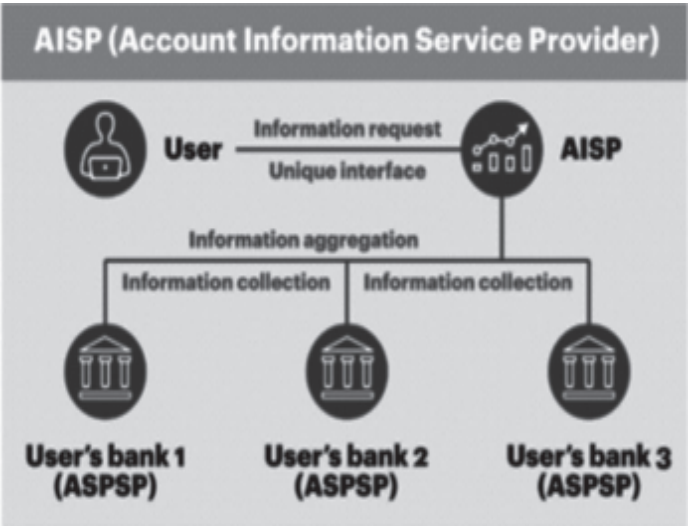 AISP (Account Information Service Provider)
Information request
User
AISP
Unique interface
Information aggregation
Information collection
Information collection
User's bank 1
(ASPSP)
User's bank 2
(ASPSP)
User's bank 3
(ASPSP)